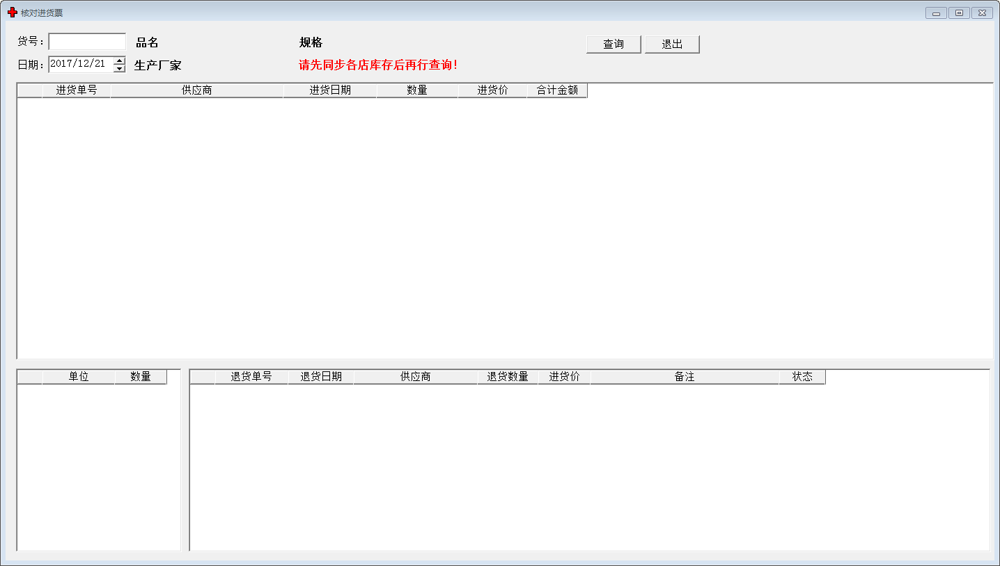 核对进货票
货号： 品名 规格 查询 退出
日期： 2017/12/21 生产厂家 请先同步各店库存后再行查询！
进货单号 供应商 进货日期 数量 进货价 合计金额
单位 数量
退货单号 退货日期 供应商 退货数量 进货价 备注 状态